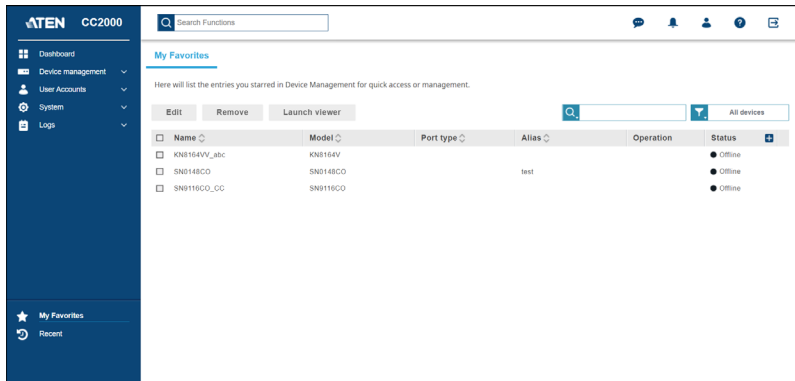 ATEN CC2000
Search Functions
Dashboard
Device management
User Accounts
System
Logs
My Favorites
Recent
My Favorites
Here will list the entries you starred in Device Management for quick access or management.
Edit Remove Launch viewer All devices
Name Model Port type Alias Operation Status
KN8164VV_abc KN8164V Offline
SN0148CO SN0148CO test Offline
SN9116CO_CC SN9116CO Offline